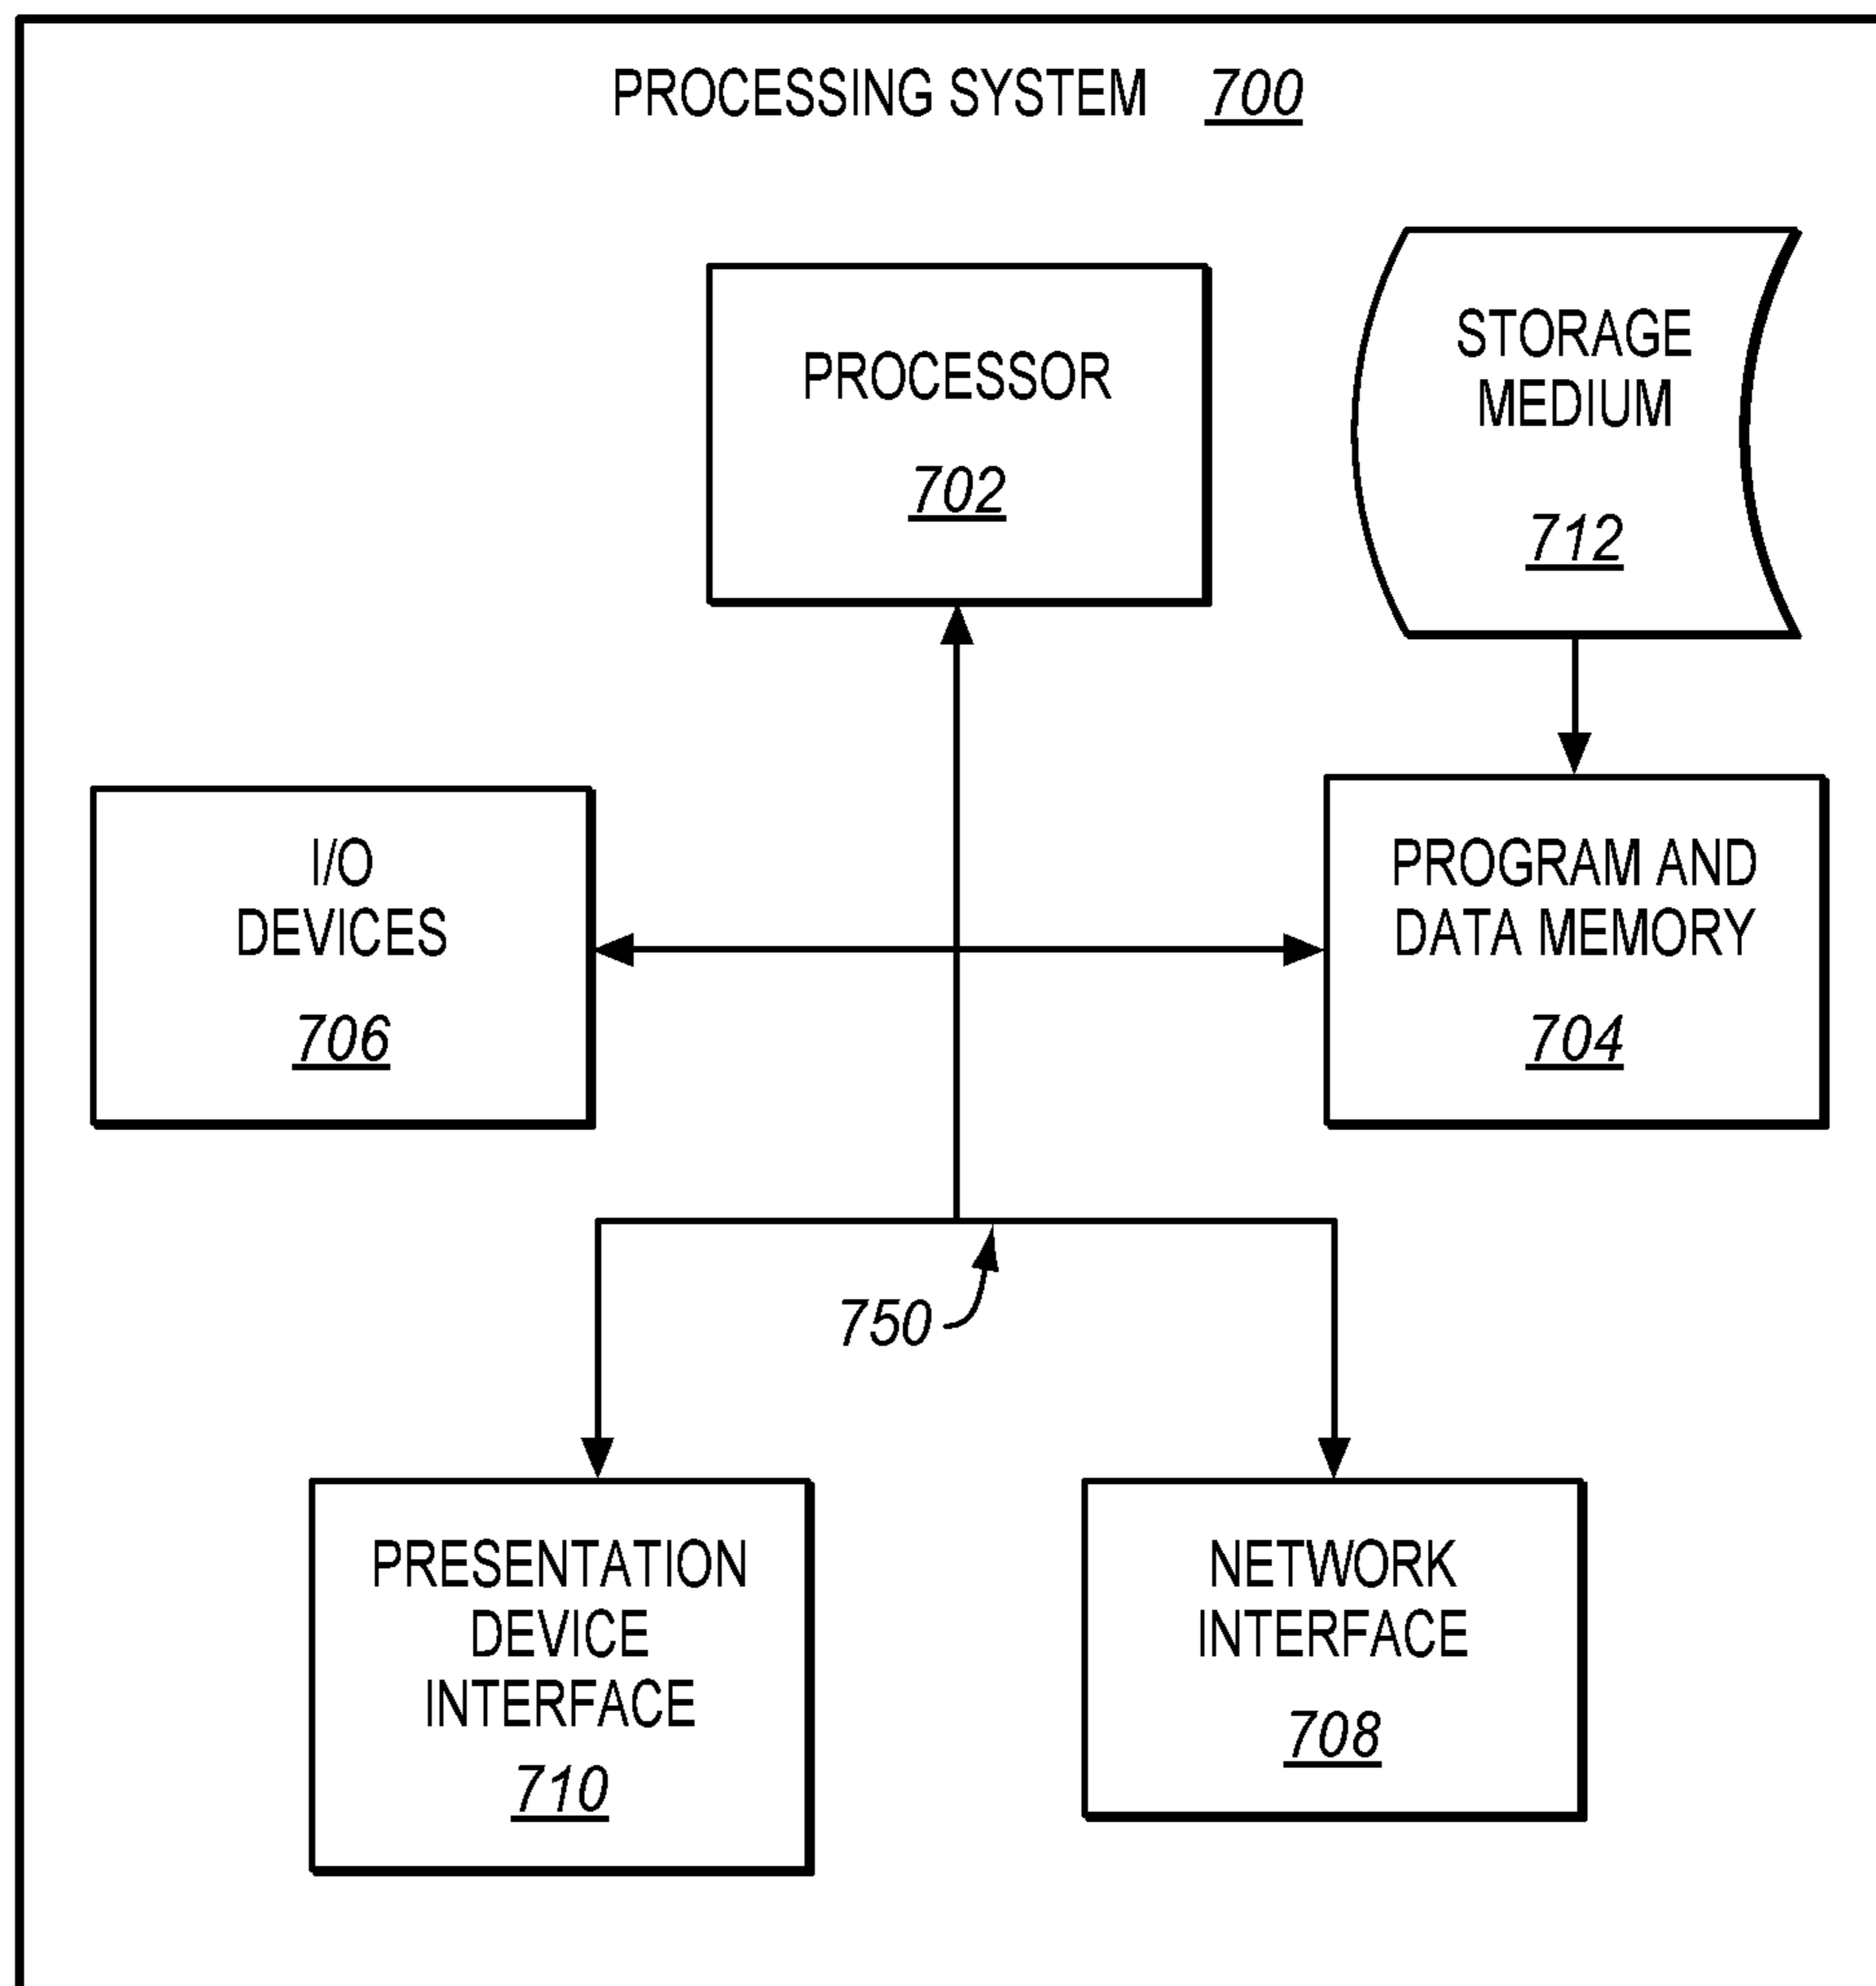 PROCESSING SYSTEM 700
PROCESSOR
702
STORAGE
MEDIUM
712
I/O
DEVICES
706
PROGRAM AND
DATA MEMORY
704
750
PRESENTATION
DEVICE
INTERFACE
710
NETWORK
INTERFACE
708